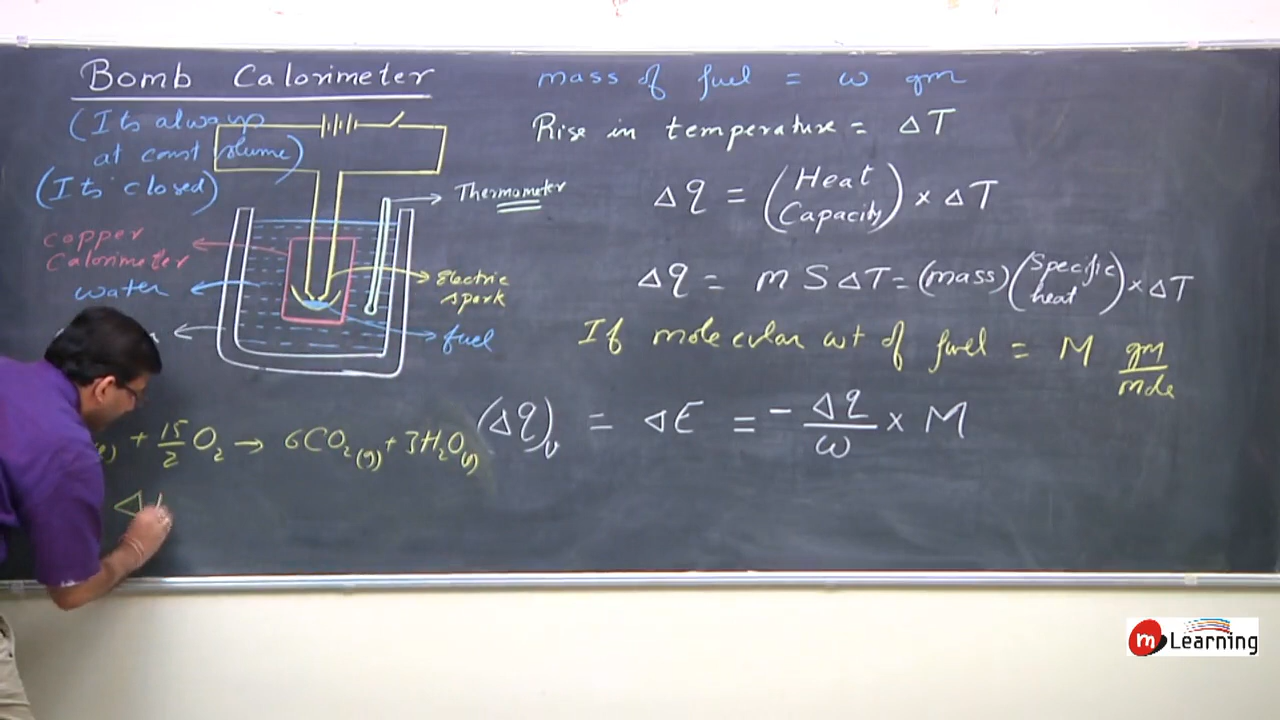 Bomb Calorimeter
(Its always
at const volume)
(Its closed)
Thermometer
Copper
Calorimeter
water
Electric
spark
fuel
+ 15/2 O₂ → 6CO₂(g) + 3H₂O(l)
Δ
mass of fuel = w gm
Rise in temperature = ΔT
Δq = (Heat Capacity) × ΔT
Δq = m S ΔT = (mass) (Specific heat) × ΔT
If molecular wt of fuel = M gm/mole
(Δq)v = ΔE = - Δq/w × M
m Learning